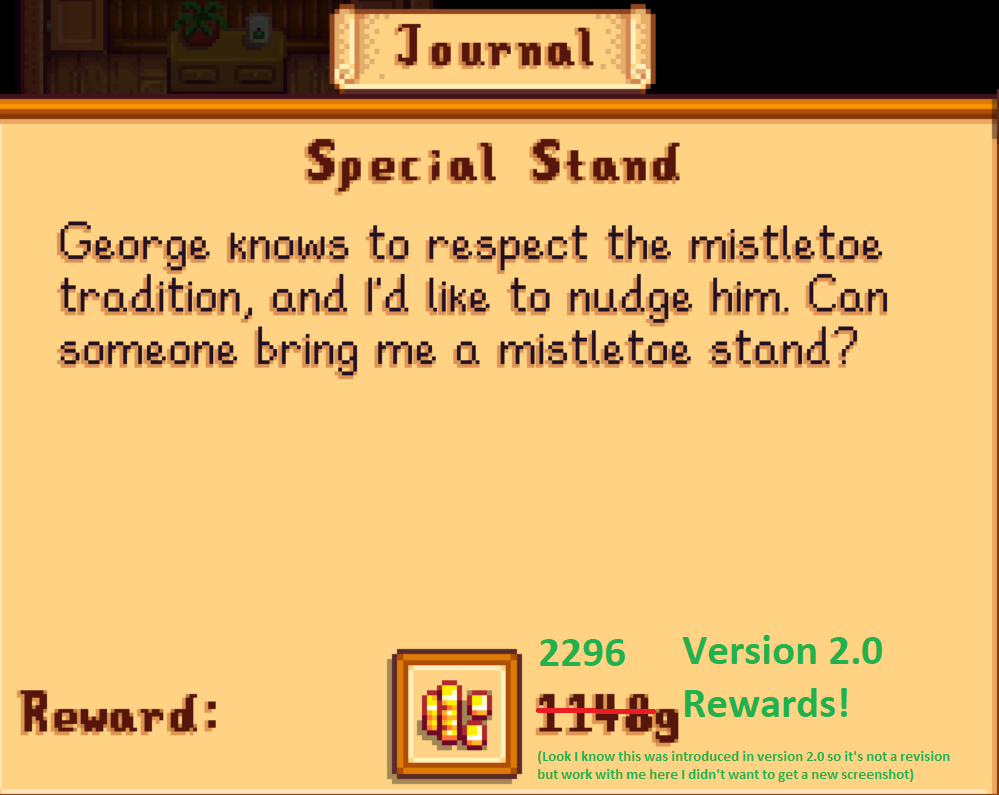 Journal
Special Stand
George knows to respect the mistletoe
tradition, and I'd like to nudge him. Can
someone bring me a mistletoe stand?
2296 Version 2.0
Reward: 1148g Rewards!
(Look I know this was introduced in version 2.0 so it's not a revision
but work with me here I didn't want to get a new screenshot)